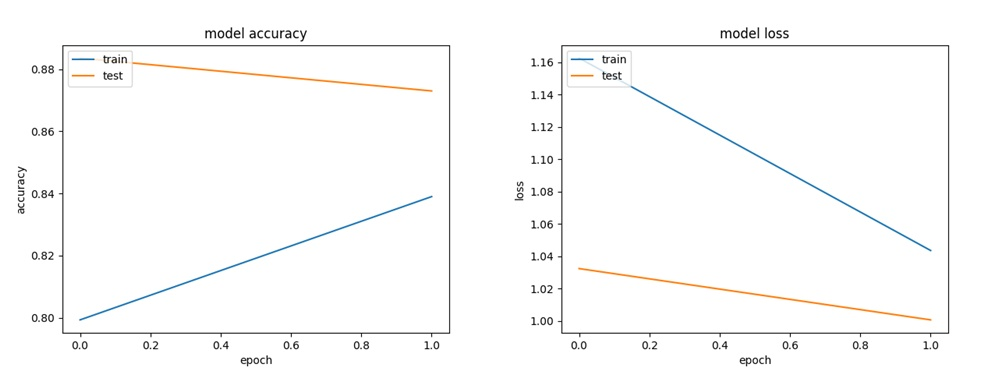 model accuracy
train
test
0.88
0.86
0.84
0.82
0.80
accuracy
0.0 0.2 0.4 0.6 0.8 1.0
epoch
model loss
train
test
1.16
1.14
1.12
1.10
1.08
1.06
1.04
1.02
1.00
loss
0.0 0.2 0.4 0.6 0.8 1.0
epoch